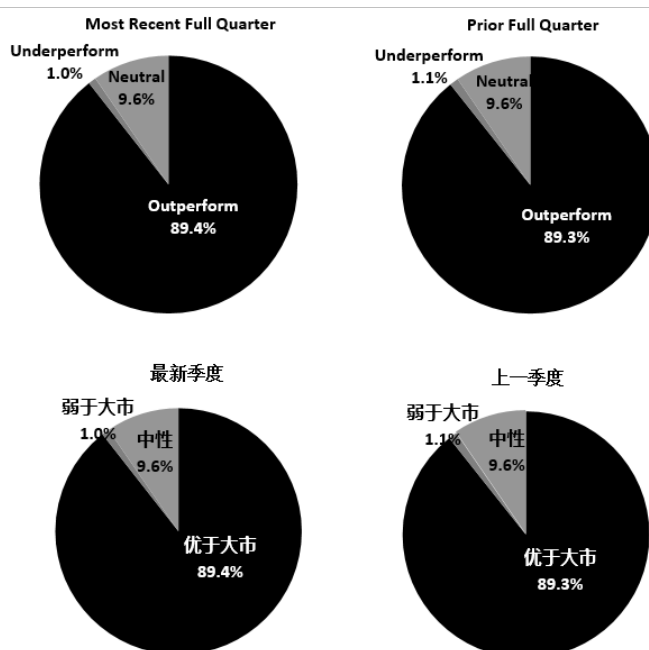 Most Recent Full Quarter
Underperform
1.0%
Neutral
9.6%
Outperform
89.4%
Prior Full Quarter
Underperform
1.1%
Neutral
9.6%
Outperform
89.3%
最新季度
弱于大市
1.0%
中性
9.6%
优于大市
89.4%
上一季度
弱于大市
1.1%
中性
9.6%
优于大市
89.3%